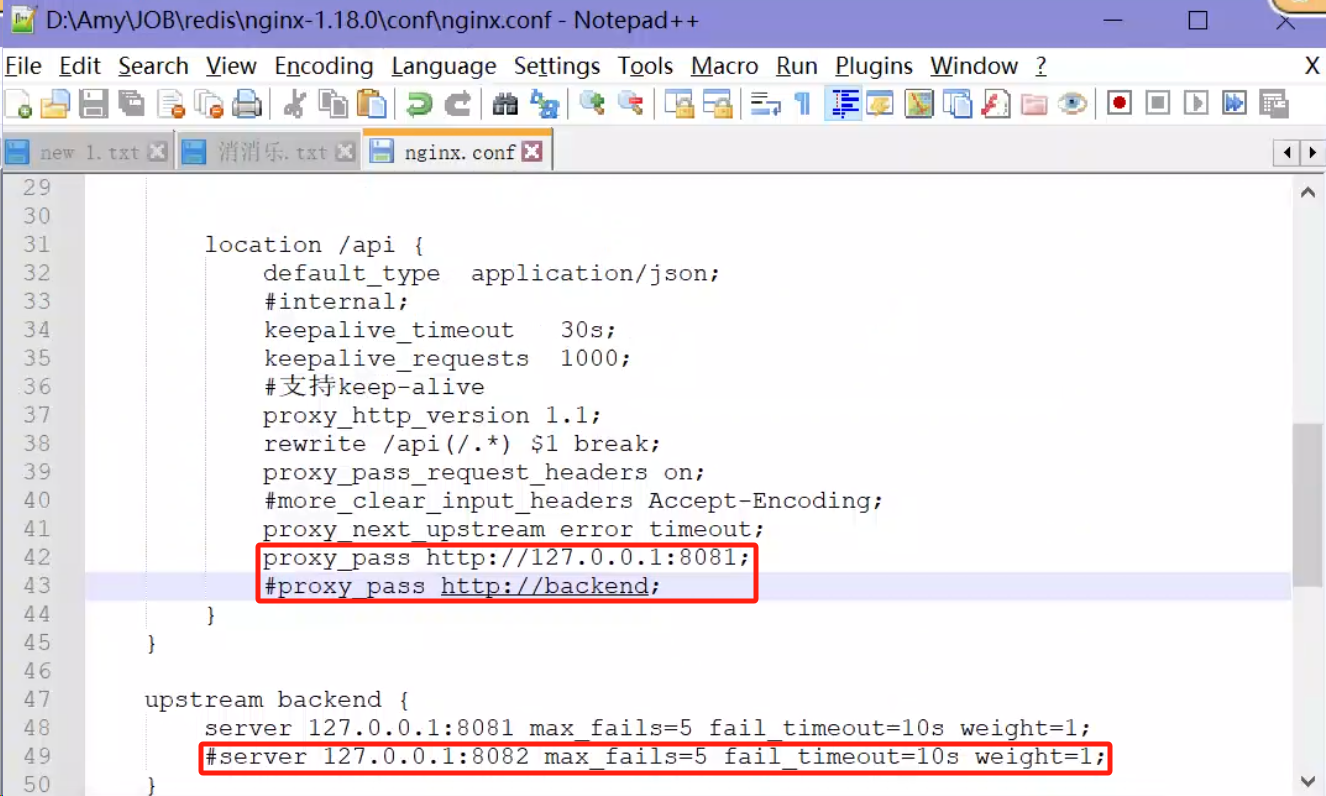 D:\Amy\JOB\redis\nginx-1.18.0\conf\nginx.conf - Notepad++
File Edit Search View Encoding Language Settings Tools Macro Run Plugins Window ? X
new 1.txt 消消乐.txt nginx.conf
29
30
31 location /api {
32 default_type  application/json;
33 #internal;
34 keepalive_timeout   30s;
35 keepalive_requests  1000;
36 #支持keep-alive
37 proxy_http_version 1.1;
38 rewrite /api(/.*) $1 break;
39 proxy_pass_request_headers on;
40 #more_clear_input_headers Accept-Encoding;
41 proxy_next_upstream error timeout;
42 proxy_pass http://127.0.0.1:8081;
43 #proxy_pass http://backend;
44 }
45 }
46
47 upstream backend {
48 server 127.0.0.1:8081 max_fails=5 fail_timeout=10s weight=1;
49 #server 127.0.0.1:8082 max_fails=5 fail_timeout=10s weight=1;
50 }